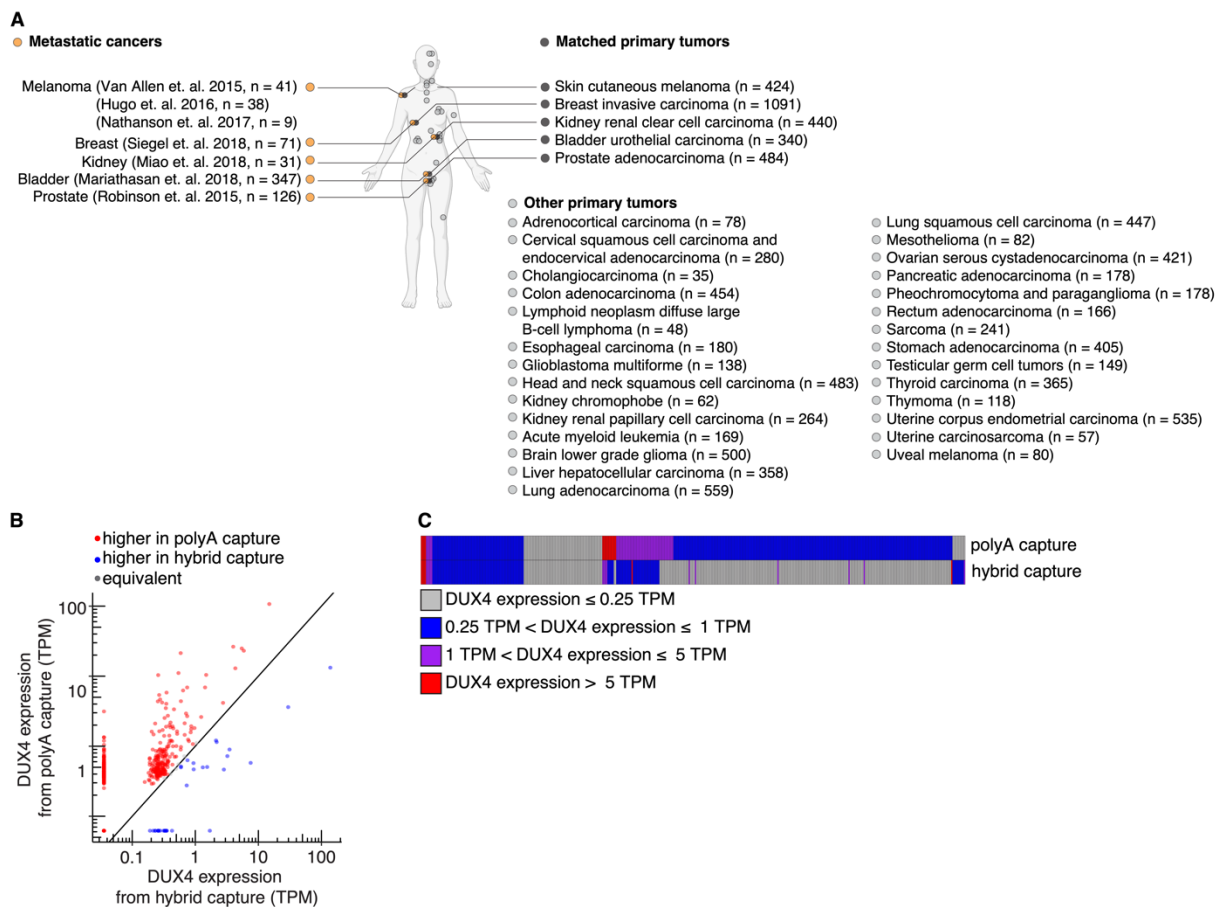 A
Metastatic cancers
Matched primary tumors
Melanoma (Van Allen et. al. 2015, n = 41)
(Hugo et al. 2016, n = 38)
(Nathanson et. al. 2017, n = 9)
Breast (Siegel et. al. 2018, n = 71)
Kidney (Miao et. al. 2018, n = 31)
Bladder (Mariathasan et. al. 2018, n = 347)
Prostate (Robinson et. al. 2015, n = 126)
Skin cutaneous melanoma (n = 424)
Breast invasive carcinoma (n = 1091)
Kidney renal clear cell carcinoma (n = 440)
Bladder urothelial carcinoma (n = 340)
Prostate adenocarcinoma (n = 484)
Other primary tumors
Adrenocortical carcinoma (n = 78)
Cervical squamous cell carcinoma and
endocervical adenocarcinoma (n = 280)
Cholangiocarcinoma (n = 35)
Colon adenocarcinoma (n = 454)
Lymphoid neoplasm diffuse large
B-cell lymphoma (n = 48)
Esophageal carcinoma (n = 180)
Glioblastoma multiforme (n = 138)
Head and neck squamous cell carcinoma (n = 483)
Kidney chromophobe (n = 62)
Kidney renal papillary cell carcinoma (n = 264)
Acute myeloid leukemia (n = 169)
Brain lower grade glioma (n = 500)
Liver hepatocellular carcinoma (n = 358)
Lung adenocarcinoma (n = 559)
Lung squamous cell carcinoma (n = 447)
Mesothelioma (n = 82)
Ovarian serous cystadenocarcinoma (n = 421)
Pancreatic adenocarcinoma (n = 178)
Pheochromocytoma and paraganglioma (n = 178)
Rectum adenocarcinoma (n = 166)
Sarcoma (n = 241)
Stomach adenocarcinoma (n = 405)
Testicular germ cell tumors (n = 149)
Thyroid carcinoma (n = 365)
Thymoma (n = 118)
Uterine corpus endometrial carcinoma (n = 535)
Uterine carcinosarcoma (n = 57)
Uveal melanoma (n = 80)
B
higher in polyA capture
higher in hybrid capture
equivalent
DUX4 expression
from polyA capture (TPM)
100
10
1
0.1
1
10
100
DUX4 expression
from hybrid capture (TPM)
C
polyA capture
hybrid capture
DUX4 expression ≤ 0.25 TPM
0.25 TPM < DUX4 expression ≤ 1 TPM
1 TPM < DUX4 expression ≤ 5 TPM
DUX4 expression > 5 TPM